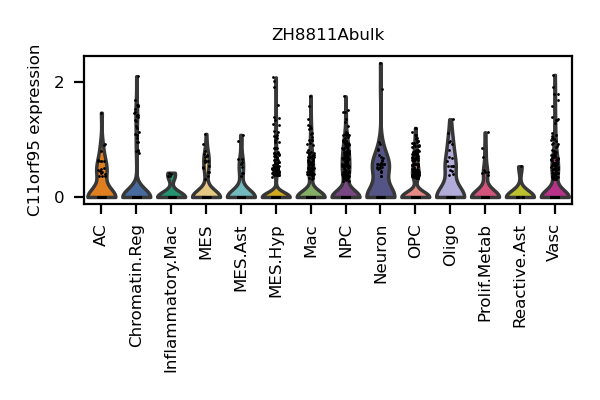 ZH8811Abulk
C11orf95 expression
2
0
AC
Chromatin.Reg
Inflammatory.Mac
MES
MES.Ast
MES.Hyp
Mac
NPC
Neuron
OPC
Oligo
Prolif.Metab
Reactive.Ast
Vasc